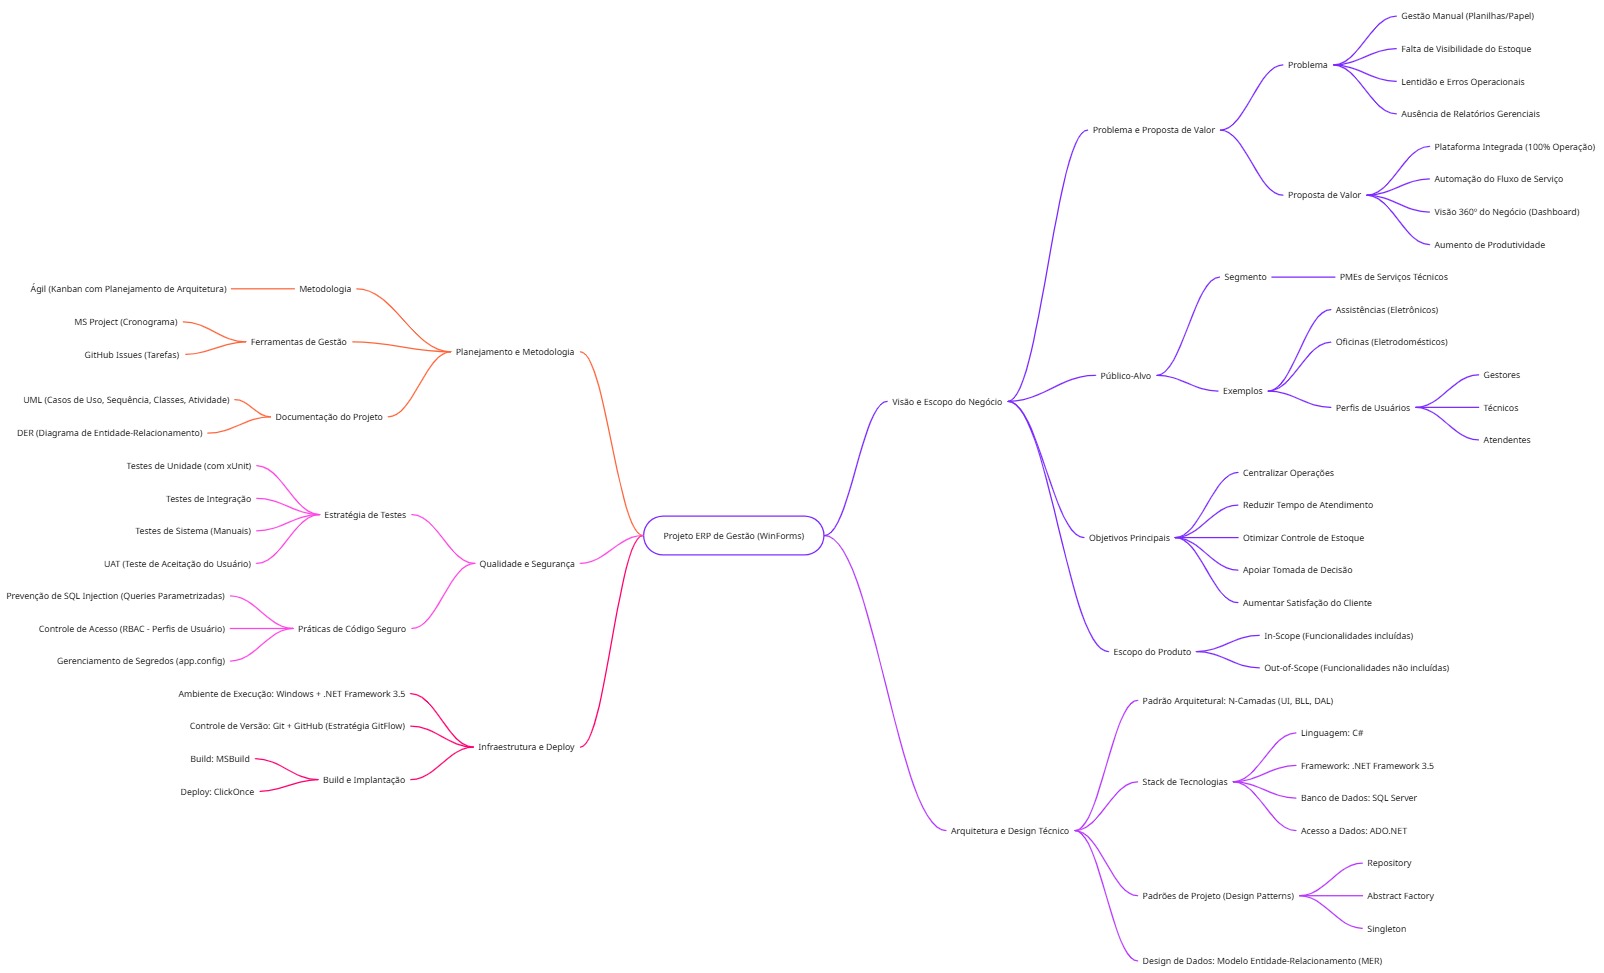 Projeto ERP de Gestão (WinForms)
Visão e Escopo do Negócio
Problema e Proposta de Valor
Problema
Gestão Manual (Planilhas/Papel)
Falta de Visibilidade do Estoque
Lentidão e Erros Operacionais
Ausência de Relatórios Gerenciais
Proposta de Valor
Plataforma Integrada (100% Operação)
Automação do Fluxo de Serviço
Visão 360º do Negócio (Dashboard)
Aumento de Produtividade
Público-Alvo
Segmento
PMEs de Serviços Técnicos
Exemplos
Assistências (Eletrônicos)
Oficinas (Eletrodomésticos)
Perfis de Usuários
Gestores
Técnicos
Atendentes
Objetivos Principais
Centralizar Operações
Reduzir Tempo de Atendimento
Otimizar Controle de Estoque
Apoiar Tomada de Decisão
Aumentar Satisfação do Cliente
Escopo do Produto
In-Scope (Funcionalidades incluídas)
Out-of-Scope (Funcionalidades não incluídas)
Arquitetura e Design Técnico
Padrão Arquitetural: N-Camadas (UI, BLL, DAL)
Stack de Tecnologias
Linguagem: C#
Framework: .NET Framework 3.5
Banco de Dados: SQL Server
Acesso a Dados: ADO.NET
Padrões de Projeto (Design Patterns)
Repository
Abstract Factory
Singleton
Design de Dados: Modelo Entidade-Relacionamento (MER)
Planejamento e Metodologia
Metodologia
Ágil (Kanban com Planejamento de Arquitetura)
Ferramentas de Gestão
MS Project (Cronograma)
GitHub Issues (Tarefas)
Documentação do Projeto
UML (Casos de Uso, Sequência, Classes, Atividade)
DER (Diagrama de Entidade-Relacionamento)
Qualidade e Segurança
Estratégia de Testes
Testes de Unidade (com xUnit)
Testes de Integração
Testes de Sistema (Manuais)
UAT (Teste de Aceitação do Usuário)
Práticas de Código Seguro
Prevenção de SQL Injection (Queries Parametrizadas)
Controle de Acesso (RBAC - Perfis de Usuário)
Gerenciamento de Segredos (app.config)
Infraestrutura e Deploy
Ambiente de Execução: Windows + .NET Framework 3.5
Controle de Versão: Git + GitHub (Estratégia GitFlow)
Build e Implantação
Build: MSBuild
Deploy: ClickOnce